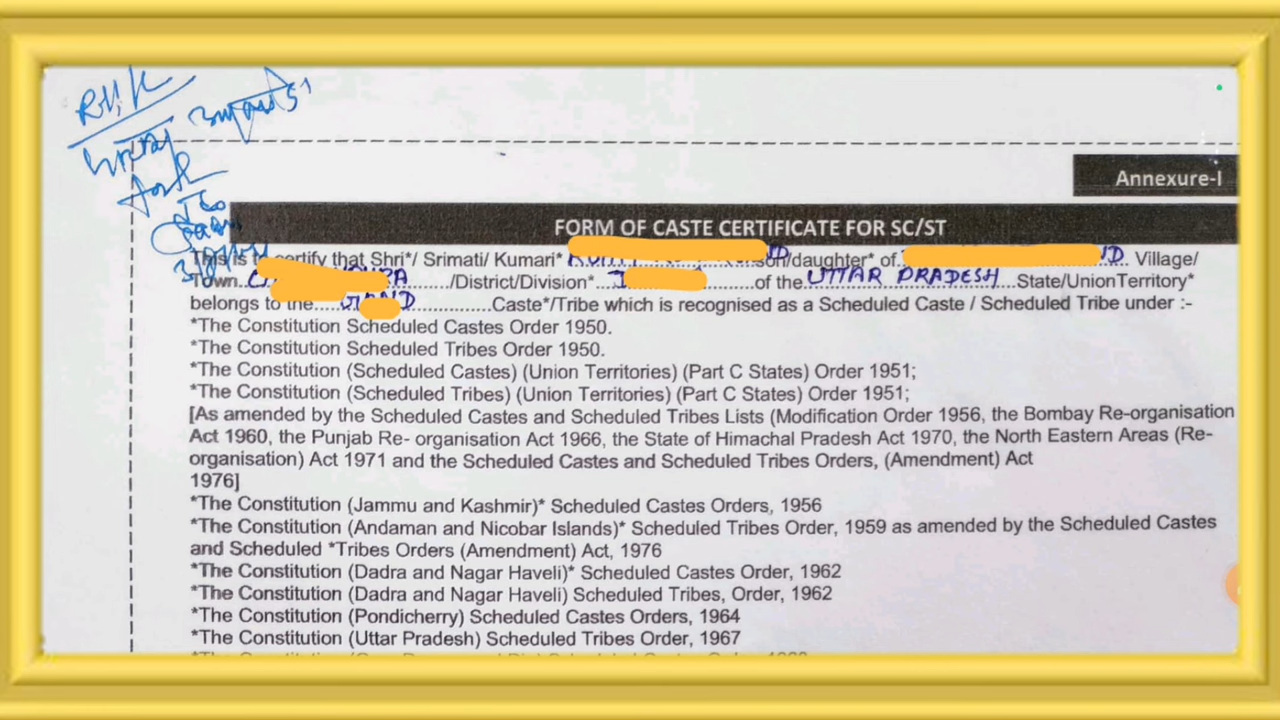 Annexure-I
FORM OF CASTE CERTIFICATE FOR SC/ST
This is to certify that Shri*/ Srimati/ Kumari* son/daughter* of Village/
Town. /District/Division* of the UTTAR PRADESH State/UnionTerritory*
belongs to the Caste*/Tribe which is recognised as a Scheduled Caste / Scheduled Tribe under :-
*The Constitution Scheduled Castes Order 1950.
*The Constitution Scheduled Tribes Order 1950.
*The Constitution (Scheduled Castes) (Union Territories) (Part C States) Order 1951;
*The Constitution (Scheduled Tribes) (Union Territories) (Part C States) Order 1951;
[As amended by the Scheduled Castes and Scheduled Tribes Lists (Modification Order 1956, the Bombay Re-organisation
Act 1960, the Punjab Re- organisation Act 1966, the State of Himachal Pradesh Act 1970, the North Eastern Areas (Re-
organisation) Act 1971 and the Scheduled Castes and Scheduled Tribes Orders, (Amendment) Act
1976]
*The Constitution (Jammu and Kashmir)* Scheduled Castes Orders, 1956
*The Constitution (Andaman and Nicobar Islands)* Scheduled Tribes Order, 1959 as amended by the Scheduled Castes
and Scheduled *Tribes Orders (Amendment) Act, 1976
*The Constitution (Dadra and Nagar Haveli)* Scheduled Castes Order, 1962
*The Constitution (Dadra and Nagar Haveli) Scheduled Tribes, Order, 1962
*The Constitution (Pondicherry) Scheduled Castes Orders, 1964
*The Constitution (Uttar Pradesh) Scheduled Tribes Order, 1967